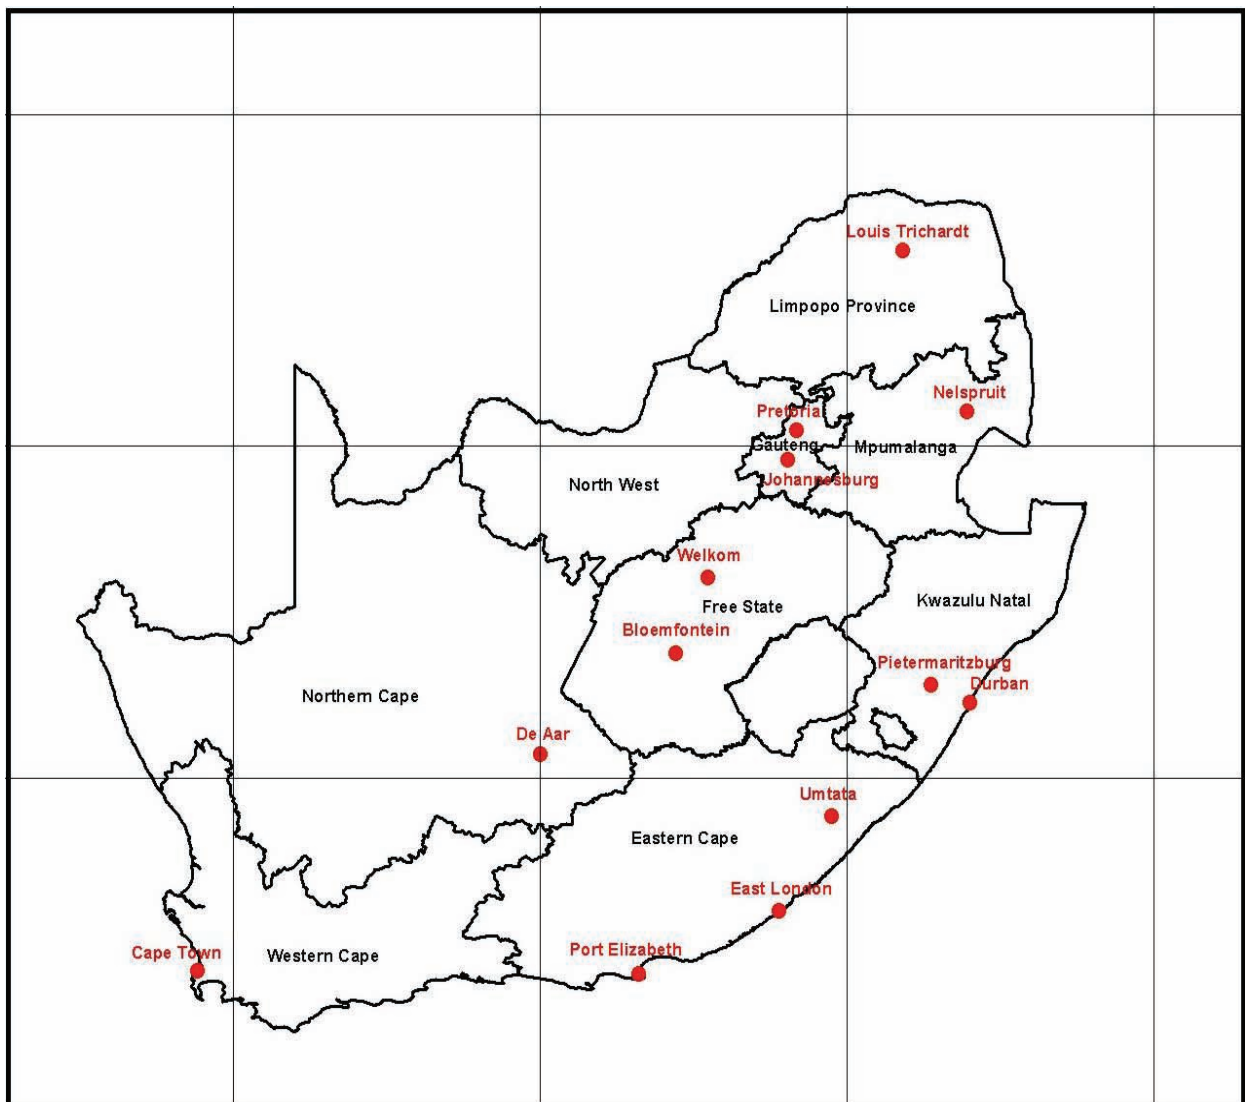 Louis Trichardt
Limpopo Province
Nelspruit
Pretoria
Gauteng
Mpumalanga
Johannesburg
North West
Welkom
Free State
Kwazulu Natal
Bloemfontein
Pietermaritzburg
Durban
Northern Cape
De Aar
Umtata
Eastern Cape
East London
Port Elizabeth
Cape Town
Western Cape